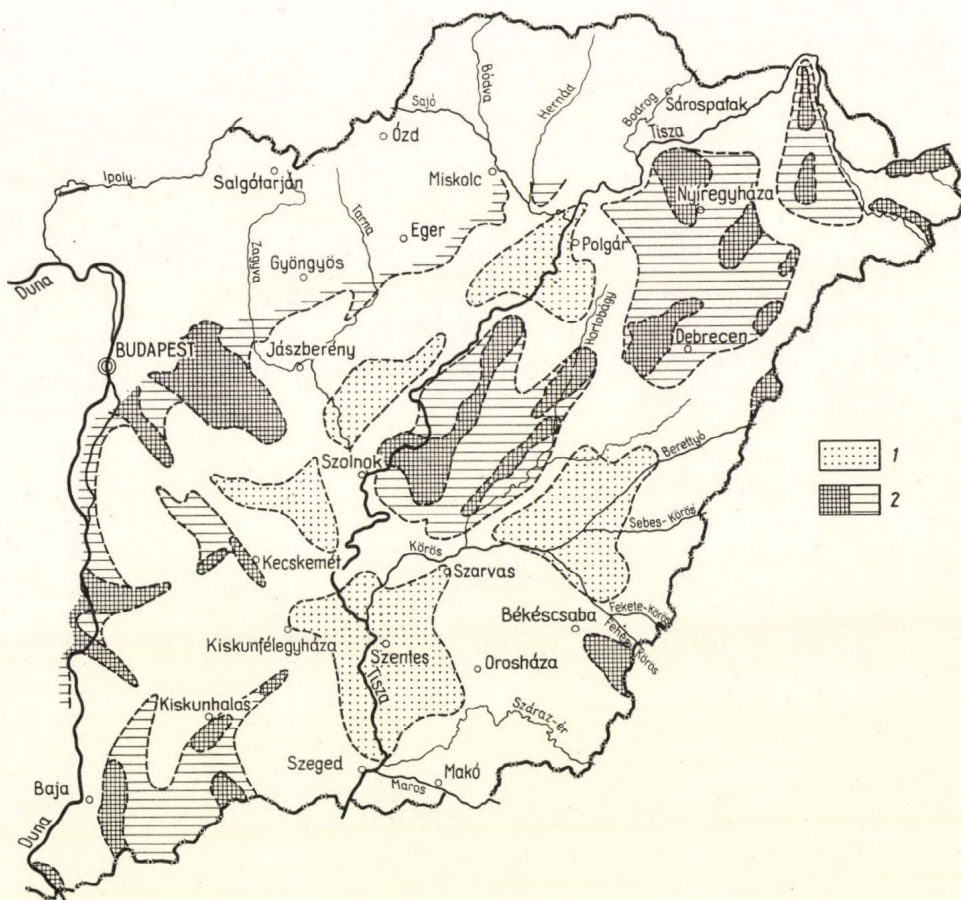 Bódva
Hernád
Bodrog
Sárospatak
Sajó
Ózd
Tisza
Ipoly
Salgótarján
Miskolc
Tarna
Nyíregyháza
Zagyva
Eger
Polgár
Gyöngyös
Duna
Hortobágy
BUDAPEST
Jászberény
Debrecen
Szolnok
Berettyó
1
2
Sebes-Körös
Körös
Kecskemét
Szarvas
Fekete-Körös
Békéscsaba
Fehér-Körös
Kiskunfélegyháza
Szentes
Orosháza
Tisza
Kiskunhalas
Száraz-ér
Szeged
Makó
Maros
Baja
Duna